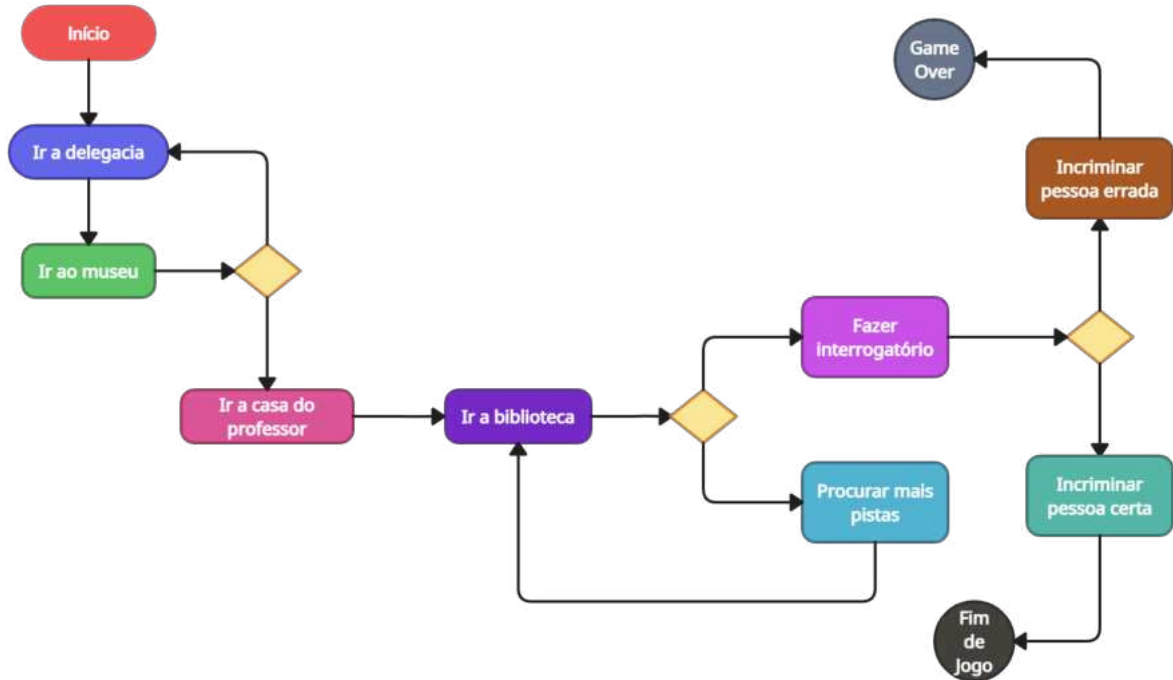 Início
Ir a delegacia
Ir ao museu
Ir a casa do
professor
Ir a biblioteca
Fazer
interrogatório
Procurar mais
pistas
Game
Over
Incriminar
pessoa errada
Incriminar
pessoa certa
Fim
de
Jogo